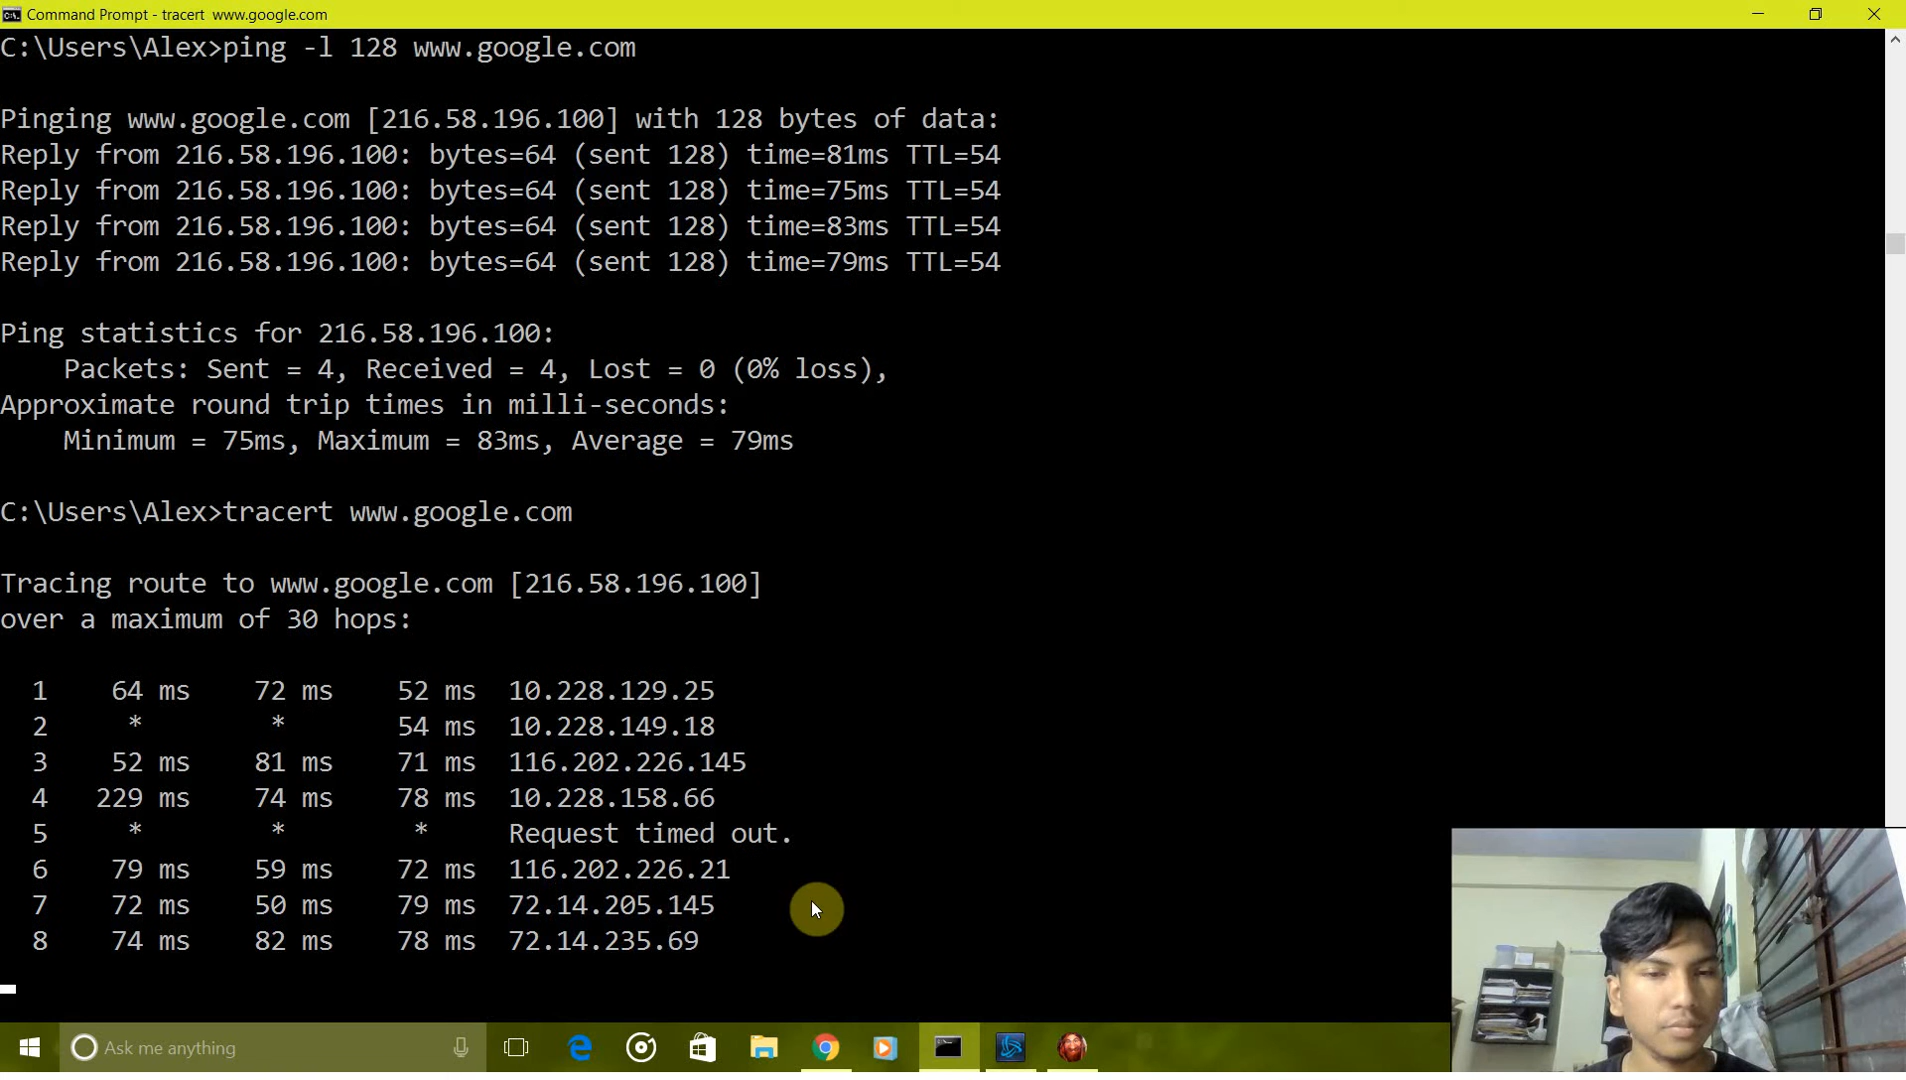 Command Prompt - tracert  www.google.com
C:\Users\Alex>ping -l 128 www.google.com
Pinging www.google.com [216.58.196.100] with 128 bytes of data:
Reply from 216.58.196.100: bytes=64 (sent 128) time=81ms TTL=54
Reply from 216.58.196.100: bytes=64 (sent 128) time=75ms TTL=54
Reply from 216.58.196.100: bytes=64 (sent 128) time=83ms TTL=54
Reply from 216.58.196.100: bytes=64 (sent 128) time=79ms TTL=54
Ping statistics for 216.58.196.100:
    Packets: Sent = 4, Received = 4, Lost = 0 (0% loss),
Approximate round trip times in milli-seconds:
    Minimum = 75ms, Maximum = 83ms, Average = 79ms
C:\Users\Alex>tracert www.google.com
Tracing route to www.google.com [216.58.196.100]
over a maximum of 30 hops:
  1    64 ms    72 ms    52 ms  10.228.129.25
  2     *        *       54 ms  10.228.149.18
  3    52 ms    81 ms    71 ms  116.202.226.145
  4   229 ms    74 ms    78 ms  10.228.158.66
  5     *        *        *     Request timed out.
  6    79 ms    59 ms    72 ms  116.202.226.21
  7    72 ms    50 ms    79 ms  72.14.205.145
  8    74 ms    82 ms    78 ms  72.14.235.69
Ask me anything